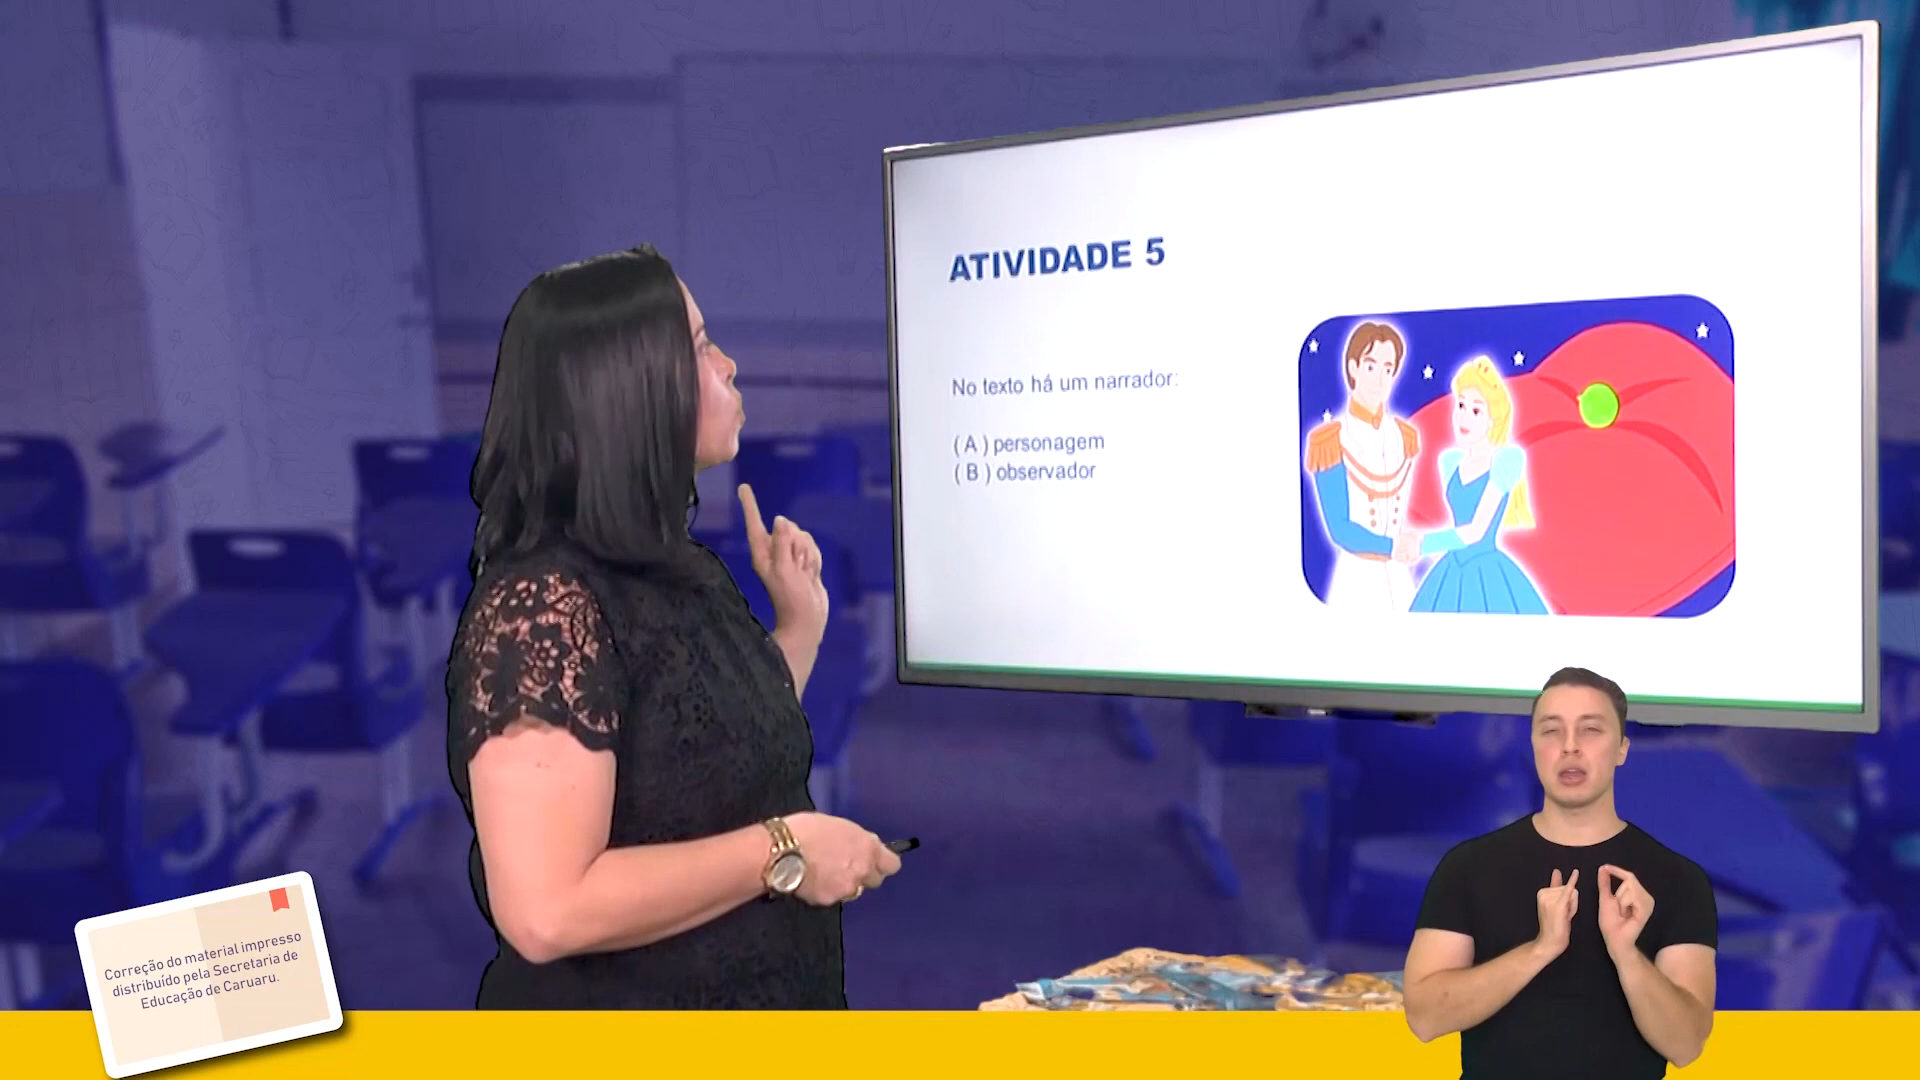 ATIVIDADE 5
No texto há um narrador:
( A ) personagem
( B ) observador
Correção do material impresso
distribuído pela Secretaria de
Educação de Caruaru.